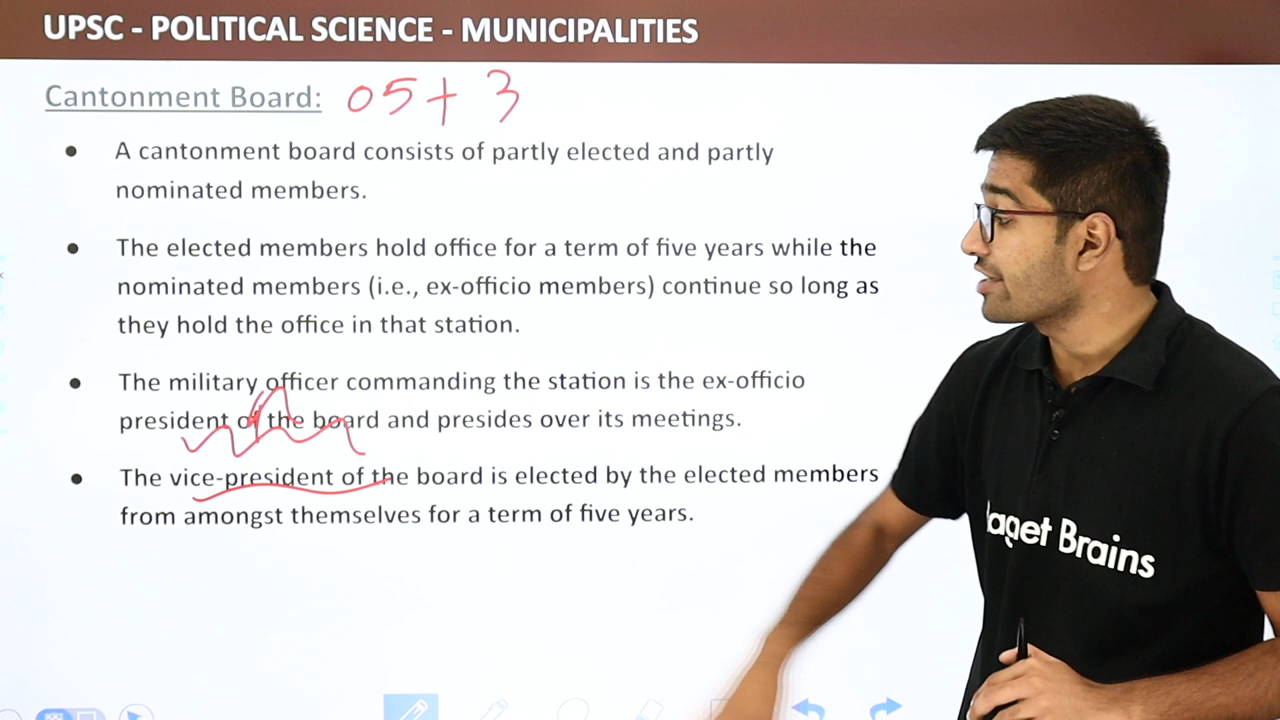 UPSC - POLITICAL SCIENCE - MUNICIPALITIES
Cantonment Board: 05 + 3
● A cantonment board consists of partly elected and partly
nominated members.
● The elected members hold office for a term of five years while the
nominated members (i.e., ex-officio members) continue so long as
they hold the office in that station.
● The military officer commanding the station is the ex-officio
president of the board and presides over its meetings.
● The vice-president of the board is elected by the elected members
from amongst themselves for a term of five years.
aget Brains